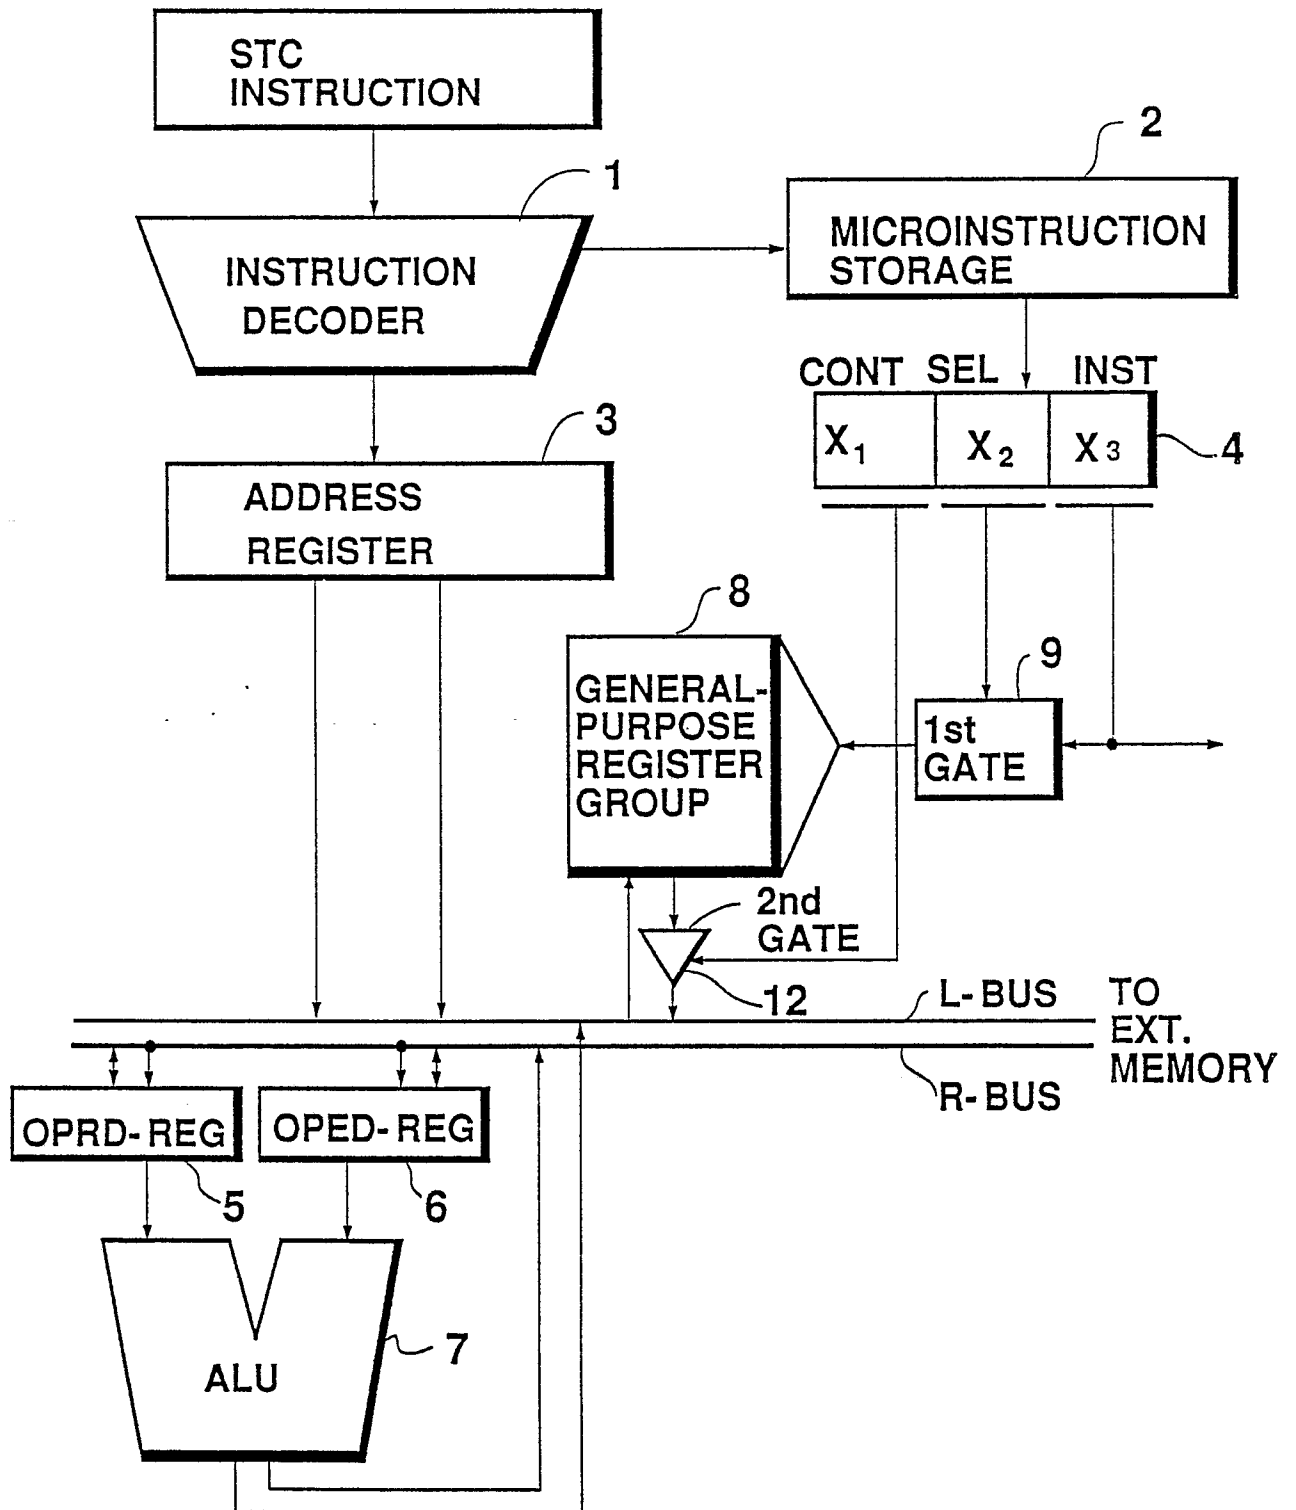 STC
INSTRUCTION
1
2
INSTRUCTION
DECODER
MICROINSTRUCTION
STORAGE
CONT SEL INST
X1 X2 X3
4
3
ADDRESS
REGISTER
8
GENERAL-
PURPOSE
REGISTER
GROUP
9
1st
GATE
2nd
GATE
12
L-BUS
R-BUS
TO
EXT.
MEMORY
OPRD-REG
OPED-REG
5
6
ALU
7